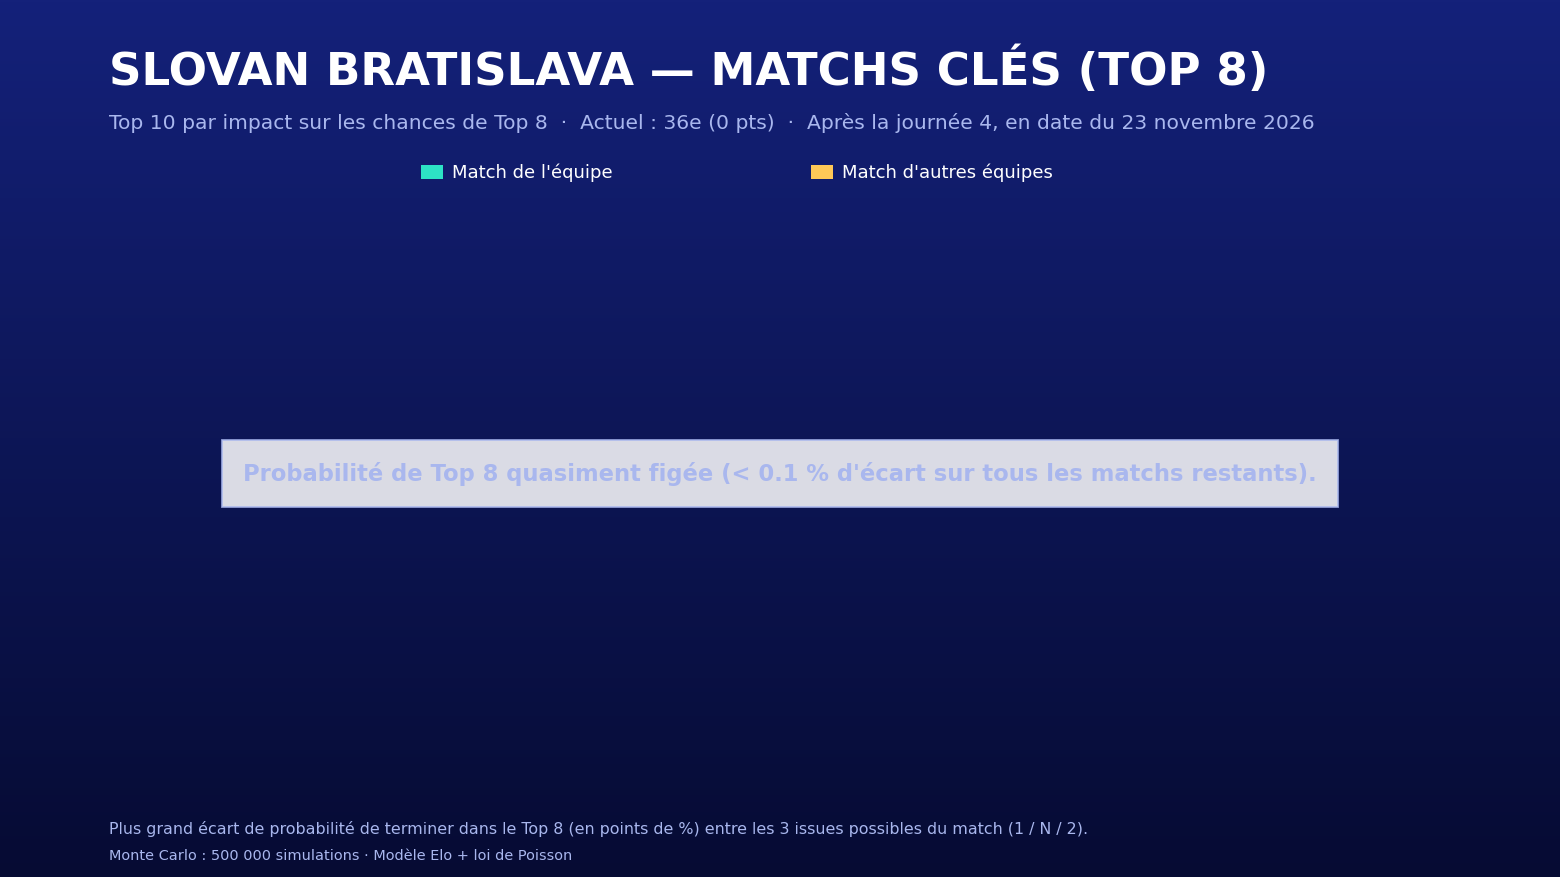 SLOVAN BRATISLAVA — MATCHS CLÉS (TOP 8)
Top 10 par impact sur les chances de Top 8 · Actuel : 36e (0 pts) · Après la journée 4, en date du 23 novembre 2026
Match de l'équipe
Match d'autres équipes
Probabilité de Top 8 quasiment figée (< 0.1 % d'écart sur tous les matchs restants).
Plus grand écart de probabilité de terminer dans le Top 8 (en points de %) entre les 3 issues possibles du match (1 / N / 2).
Monte Carlo : 500 000 simulations · Modèle Elo + loi de Poisson